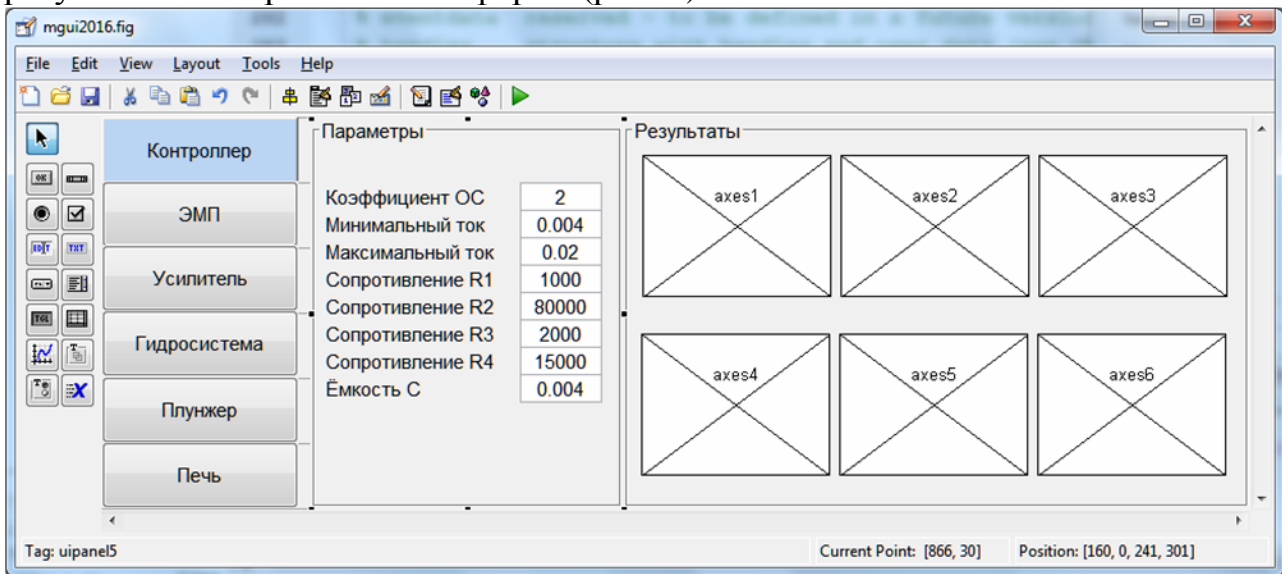 mgui2016.fig
File Edit View Layout Tools Help
Контроллер
ЭМП
Усилитель
Гидросистема
Плунжер
Печь
Параметры
Коэффициент ОС 2
Минимальный ток 0.004
Максимальный ток 0.02
Сопротивление R1 1000
Сопротивление R2 80000
Сопротивление R3 2000
Сопротивление R4 15000
Ёмкость C 0.004
Результаты
axes1 axes2 axes3
axes4 axes5 axes6
Tag: uipanel5 Current Point: [866, 30] Position: [160, 0, 241, 301]